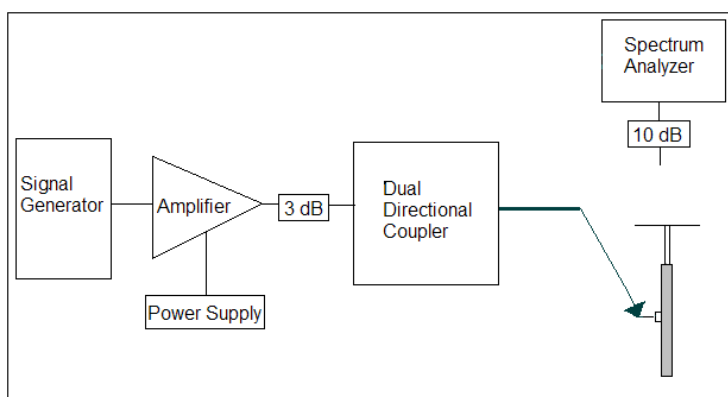 Spectrum
Analyzer
10 dB
Signal
Generator
Amplifier
3 dB
Dual
Directional
Coupler
Power Supply